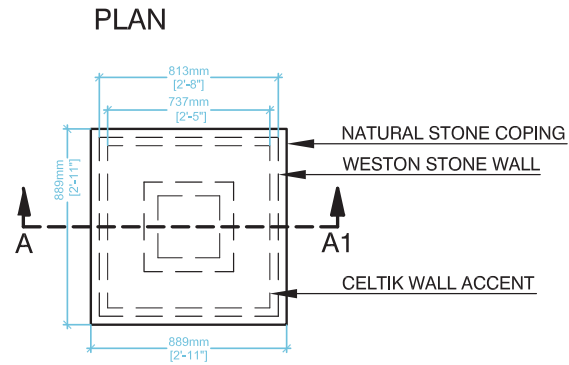 PLAN
813mm
[2'-8"]
737mm
[2'-5"]
NATURAL STONE COPING
WESTON STONE WALL
889mm
[2'-11"]
A
A1
CELTIK WALL ACCENT
889mm
[2'-11"]